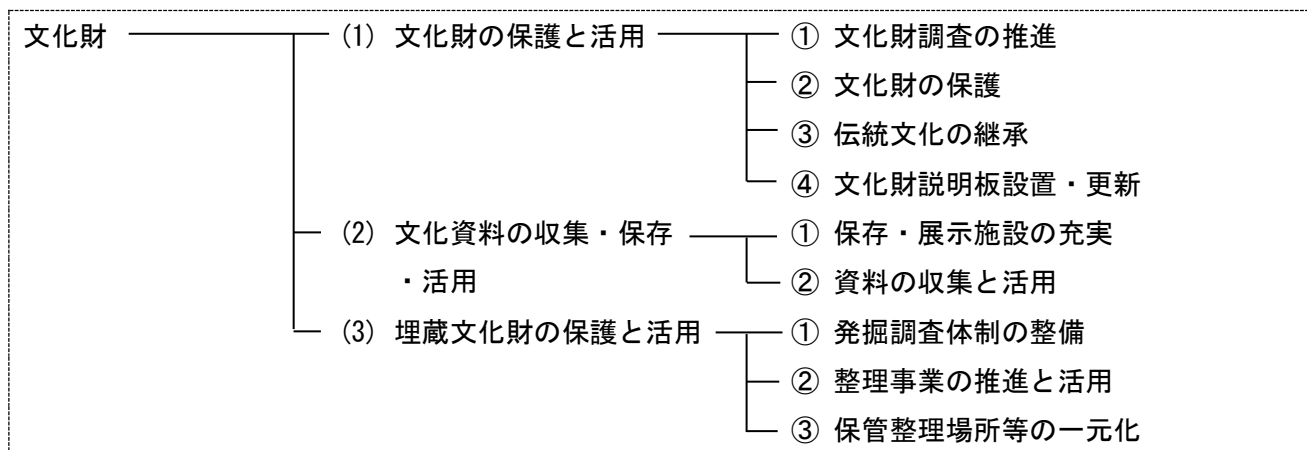 文化財 (1) 文化財の保護と活用 ① 文化財調査の推進
② 文化財の保護
③ 伝統文化の継承
④ 文化財説明板設置・更新
(2) 文化資料の収集・保存 ① 保存・展示施設の充実
・活用 ② 資料の収集と活用
(3) 埋蔵文化財の保護と活用 ① 発掘調査体制の整備
② 整理事業の推進と活用
③ 保管整理場所等の一元化